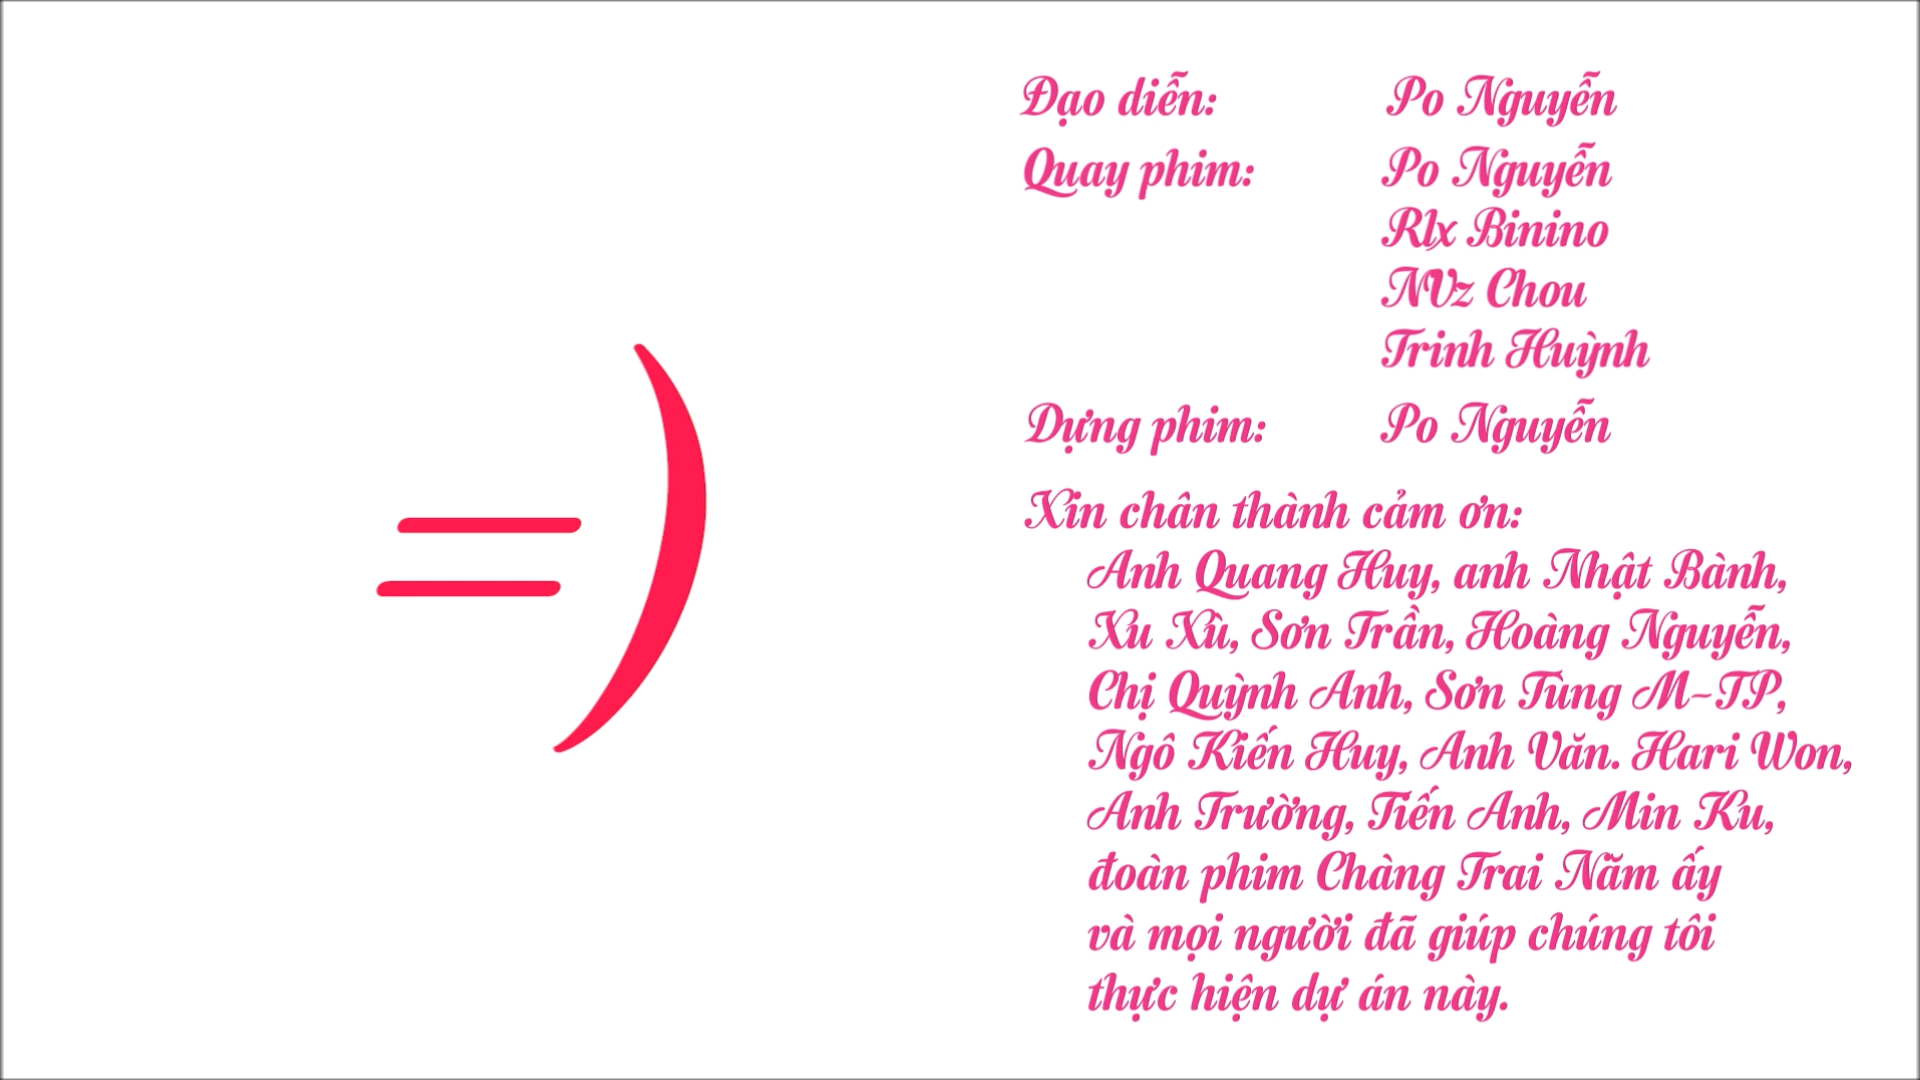 =)
Đạo diễn: Po Nguyễn
Quay phim: Po Nguyễn
Rlx Binino
NVz Chou
Trinh Huỳnh
Dựng phim: Po Nguyễn
Xin chân thành cảm ơn:
Anh Quang Huy, anh Nhật Bành,
Xu Xù, Sơn Trần, Hoàng Nguyễn,
Chị Quỳnh Anh, Sơn Tùng M-TP,
Ngô Kiến Huy, Anh Văn. Hari Won,
Anh Trường, Tiến Anh, Min Ku,
đoàn phim Chàng Trai Năm ấy
và mọi người đã giúp chúng tôi
thực hiện dự án này.